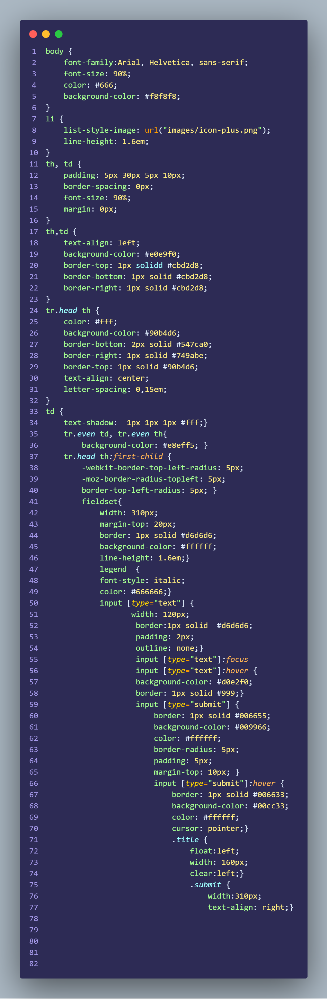 1 body {
2     font-family:Arial, Helvetica, sans-serif;
3     font-size: 90%;
4     color: #666;
5     background-color: #f8f8f8;
6 }
7 li {
8     list-style-image: url("images/icon-plus.png");
9     line-height: 1.6em;
10 }
11 th, td {
12     padding: 5px 30px 5px 10px;
13     border-spacing: 0px;
14     font-size: 90%;
15     margin: 0px;
16 }
17 th,td {
18     text-align: left;
19     background-color: #e0e9f0;
20     border-top: 1px solidd #cbd2d8;
21     border-bottom: 1px solid #cbd2d8;
22     border-right: 1px solid #cbd2d8;
23 }
24 tr.head th {
25     color: #fff;
26     background-color: #90b4d6;
27     border-bottom: 2px solid #547ca0;
28     border-right: 1px solid #749abe;
29     border-top: 1px solid #90b4d6;
30     text-align: center;
31     letter-spacing: 0,15em;
32 }
33 td {
34     text-shadow:  1px 1px 1px #fff;}
35     tr.even td, tr.even th{
36         background-color: #e8eff5; }
37     tr.head th:first-child {
38         -webkit-border-top-left-radius: 5px;
39         -moz-border-radius-topleft: 5px;
40         border-top-left-radius: 5px; }
41         fieldset{
42             width: 310px;
43             margin-top: 20px;
44             border: 1px solid #d6d6d6;
45             background-color: #ffffff;
46             line-height: 1.6em;}
47             legend  {
48             font-style: italic;
49             color: #666666;}
50             input [type="text"] {
51                    width: 120px;
52                     border:1px solid  #d6d6d6;
53                     padding: 2px;
54                     outline: none;}
55                     input [type="text"]:focus
56                     input [type="text"]:hover {
57                     background-color: #d0e2f0;
58                     border: 1px solid #999;}
59                     input [type="submit"] {
60                         border: 1px solid #006655;
61                         background-color: #009966;
62                         color: #ffffff;
63                         border-radius: 5px;
64                         padding: 5px;
65                         margin-top: 10px; }
66                         input [type="submit"]:hover {
67                             border: 1px solid #006633;
68                             background-color: #00cc33;
69                             color: #ffffff;
70                             cursor: pointer;}
71                             .title {
72                                 float:left;
73                                 width: 160px;
74                                 clear:left;}
75                                 .submit {
76                                     width:310px;
77                                     text-align: right;}
78
79
80
81
82